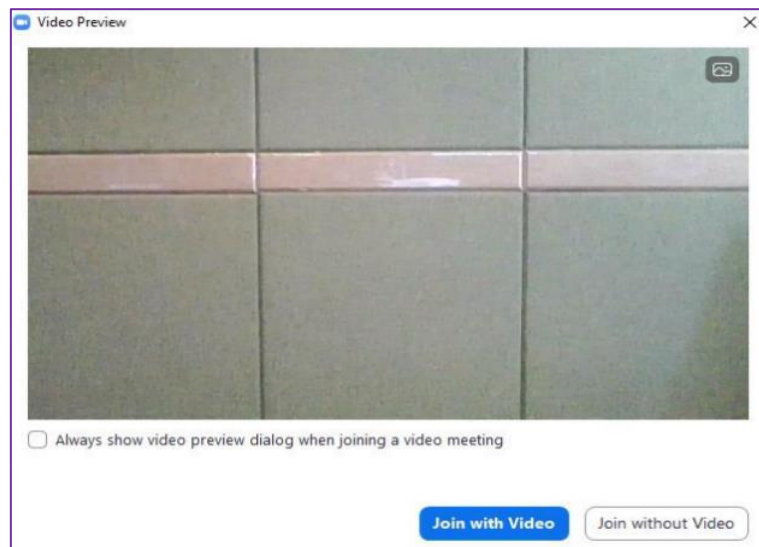 Video Preview
Always show video preview dialog when joining a video meeting
Join with Video
Join without Video